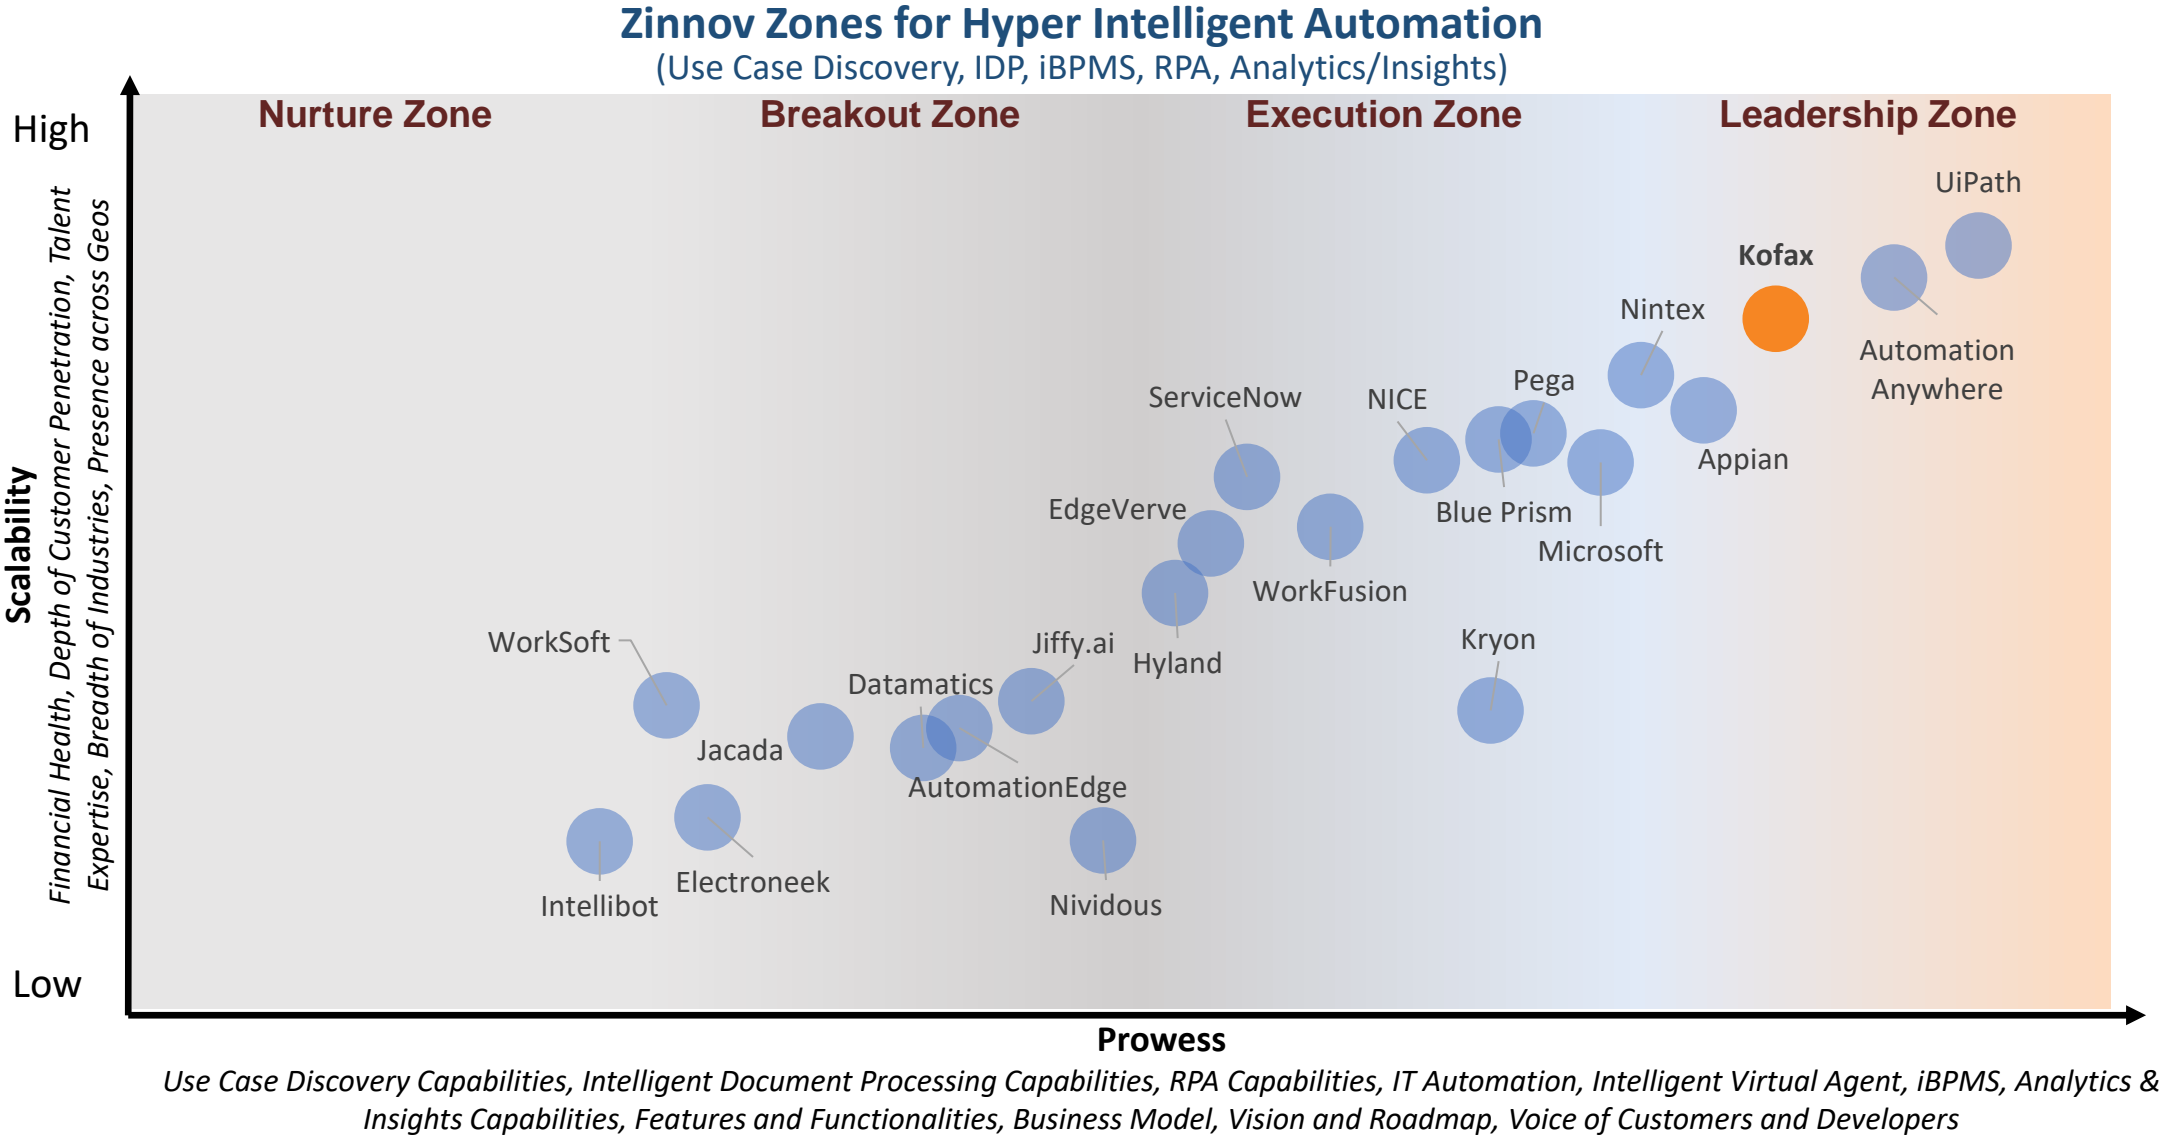 Zinnov Zones for Hyper Intelligent Automation
(Use Case Discovery, IDP, iBPMS, RPA, Analytics/Insights)
Nurture Zone
Breakout Zone
Execution Zone
Leadership Zone
High
Low
Scalability
Financial Health, Depth of Customer Penetration, Talent
Expertise, Breadth of Industries, Presence across Geos
UiPath
Kofax
Automation
Anywhere
Nintex
Appian
Pega
NICE
ServiceNow
Blue Prism
Microsoft
EdgeVerve
WorkFusion
Hyland
Kryon
Jiffy.ai
WorkSoft
Datamatics
Jacada
AutomationEdge
Electroneek
Intellibot
Nividous
Prowess
Use Case Discovery Capabilities, Intelligent Document Processing Capabilities, RPA Capabilities, IT Automation, Intelligent Virtual Agent, iBPMS, Analytics &
Insights Capabilities, Features and Functionalities, Business Model, Vision and Roadmap, Voice of Customers and Developers